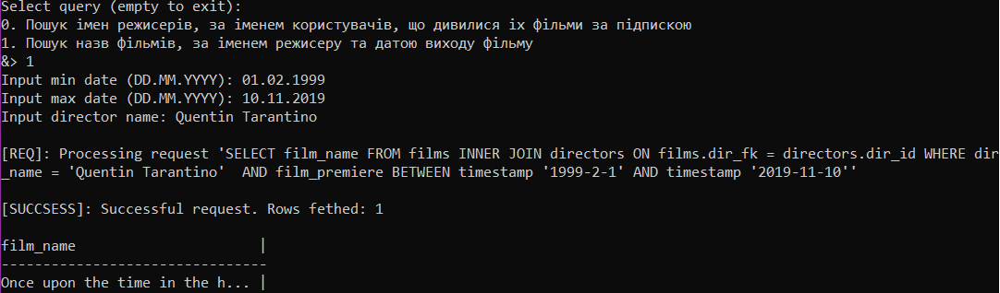 Select query (empty to exit):
0. Пошук імен режисерів, за іменем користувачів, що дивилися іх фільми за підпискою
1. Пошук назв фільмів, за іменем режисеру та датою виходу фільму
&> 1
Input min date (DD.MM.YYYY): 01.02.1999
Input max date (DD.MM.YYYY): 10.11.2019
Input director name: Quentin Tarantino
[REQ]: Processing request 'SELECT film_name FROM films INNER JOIN directors ON films.dir_fk = directors.dir_id WHERE dir
_name = 'Quentin Tarantino'  AND film_premiere BETWEEN timestamp '1999-2-1' AND timestamp '2019-11-10''
[SUCCSESS]: Successful request. Rows fethed: 1
film_name                      |
--------------------------------
Once upon the time in the h... |